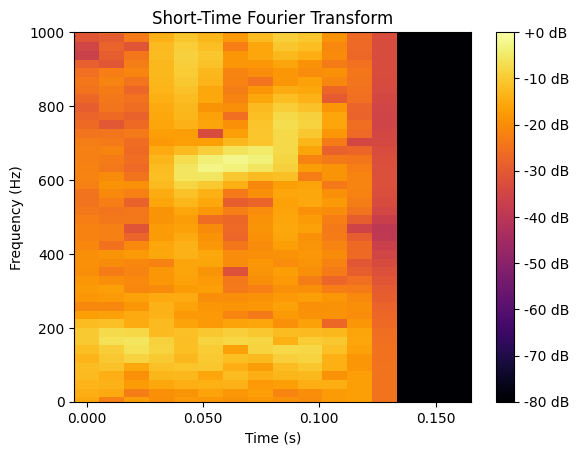 Short-Time Fourier Transform
1000
800
600
400
200
0
Frequency (Hz)
0.000
0.050
0.100
0.150
Time (s)
+0 dB
-10 dB
-20 dB
-30 dB
-40 dB
-50 dB
-60 dB
-70 dB
-80 dB